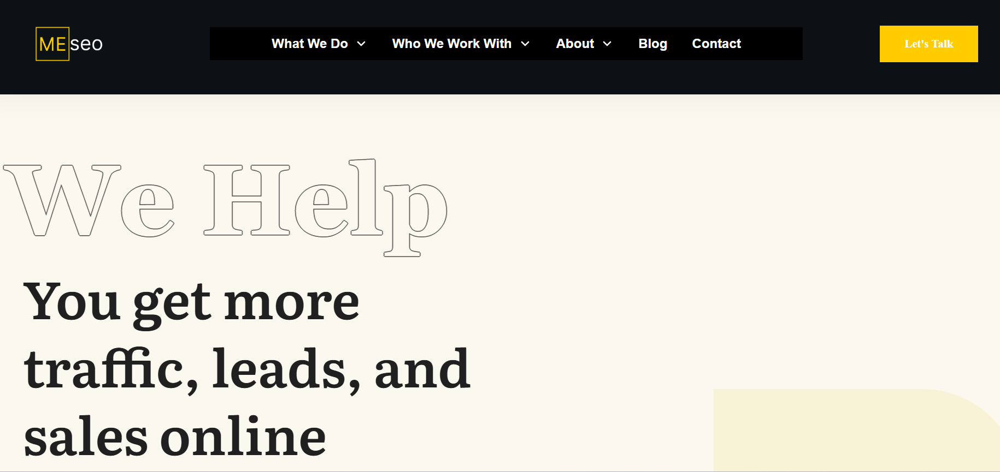 MEseo
What We Do
Who We Work With
About
Blog
Contact
Let's Talk
We Help
You get more
traffic, leads, and
sales online